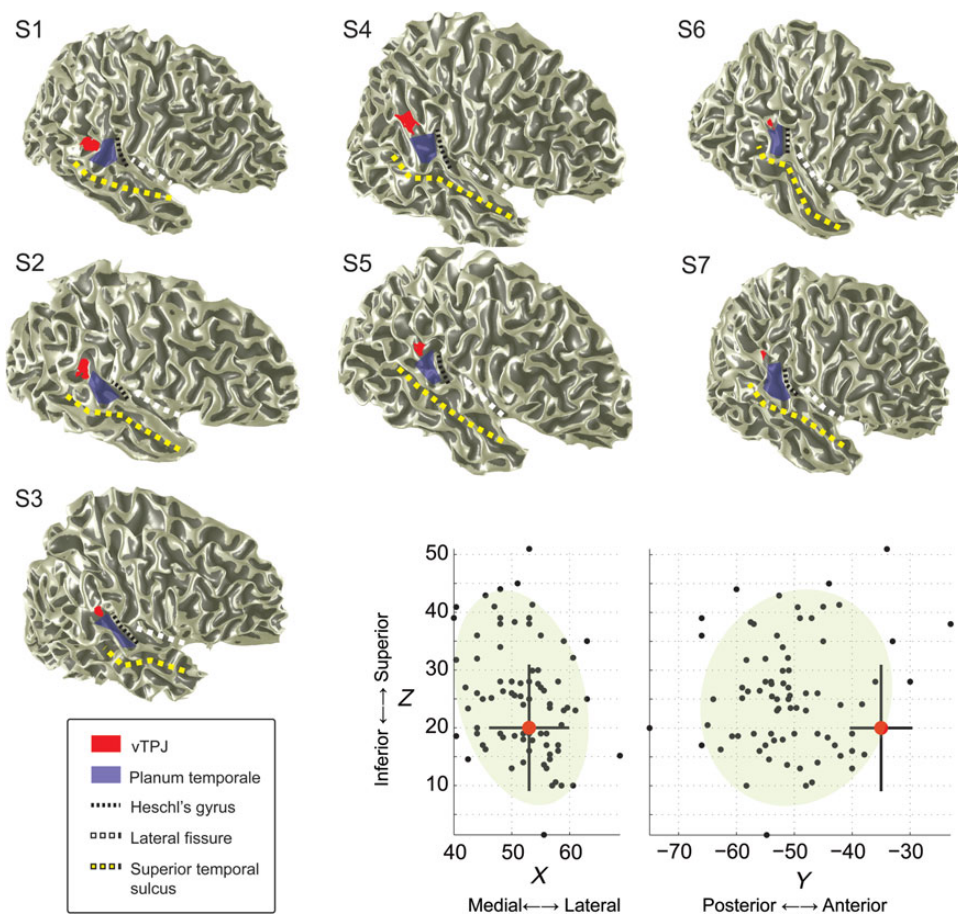 S1
S4
S6
S2
S5
S7
S3
vTPJ
Planum temporale
Heschl's gyrus
Lateral fissure
Superior temporal
sulcus
Inferior ←→ Superior
Z
50
40
30
20
10
40 50 60
X
Medial←→ Lateral
−70 −60 −50 −40 −30
Y
Posterior ←→ Anterior